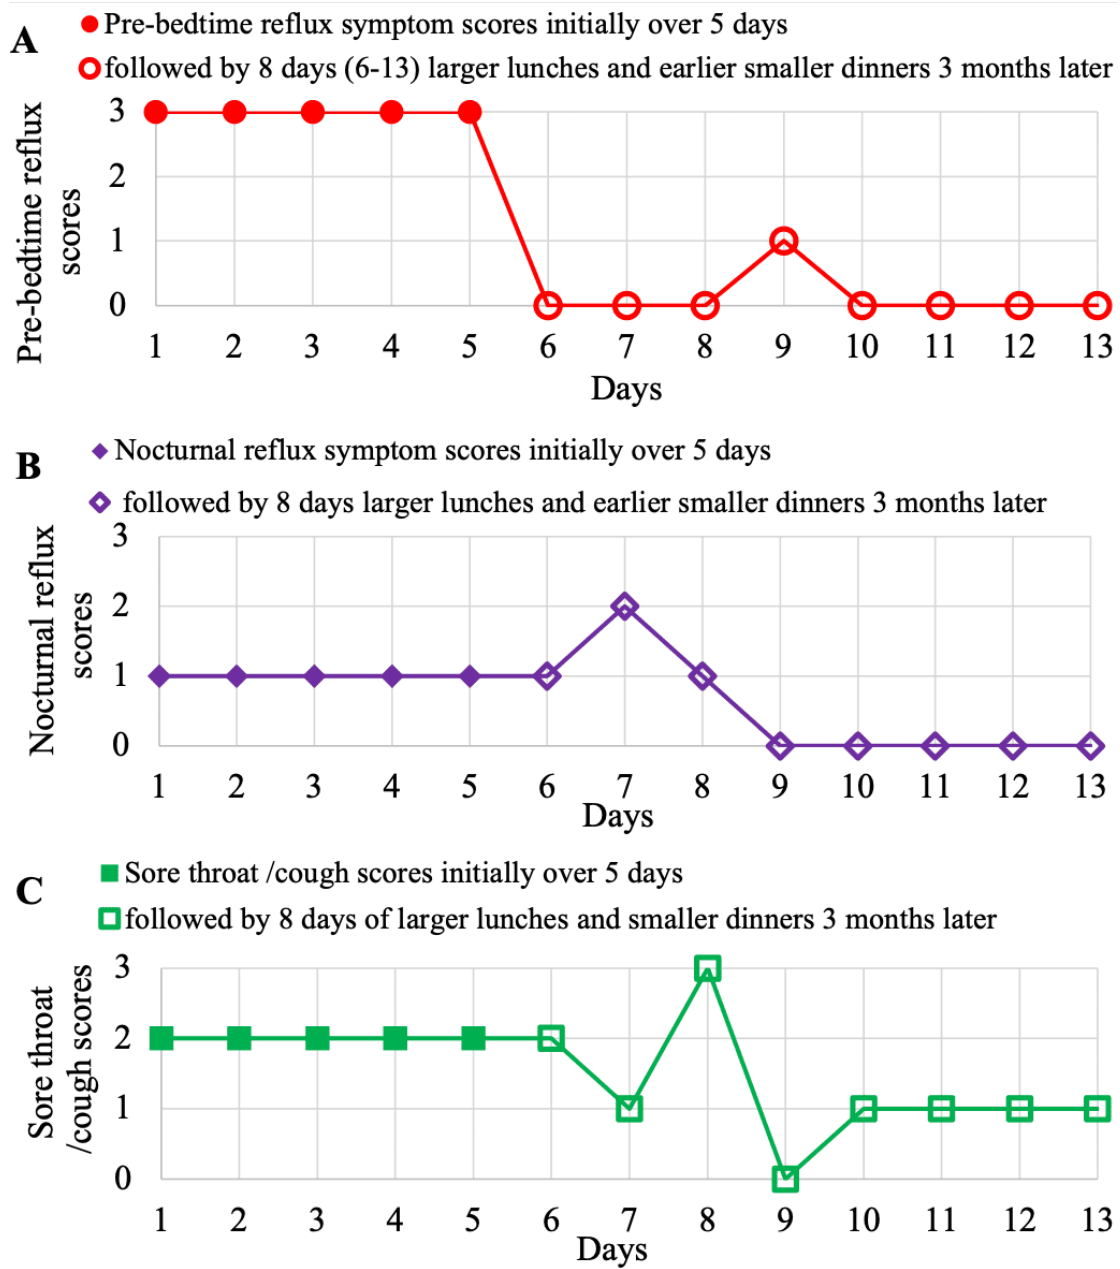 A
Pre-bedtime reflux symptom scores initially over 5 days
followed by 8 days (6-13) larger lunches and earlier smaller dinners 3 months later
Pre-bedtime reflux
scores
3
2
1
0
1 2 3 4 5 6 7 8 9 10 11 12 13
Days
B
Nocturnal reflux symptom scores initially over 5 days
followed by 8 days larger lunches and earlier smaller dinners 3 months later
Nocturnal reflux
scores
3
2
1
0
1 2 3 4 5 6 7 8 9 10 11 12 13
Days
C
Sore throat /cough scores initially over 5 days
followed by 8 days of larger lunches and smaller dinners 3 months later
Sore throat
/cough scores
3
2
1
0
1 2 3 4 5 6 7 8 9 10 11 12 13
Days